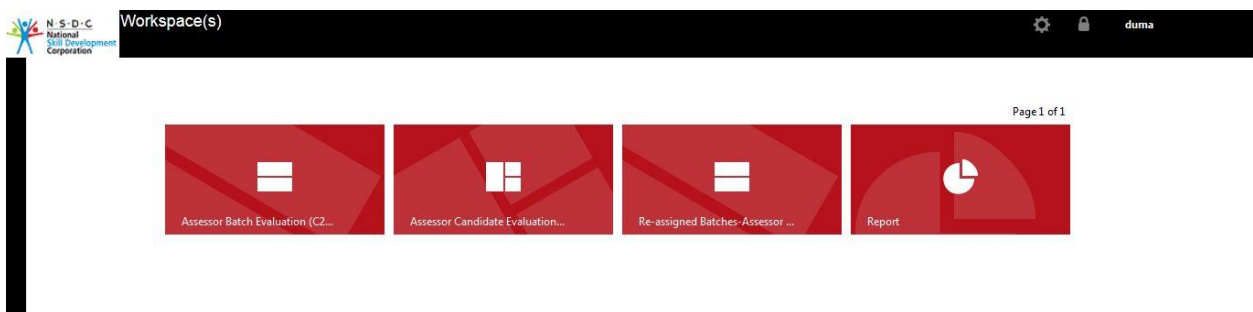 N·S·D·C
National
Skill Development
Corporation
Workspace(s)
duma
Page 1 of 1
Assessor Batch Evaluation (C2...
Assessor Candidate Evaluation...
Re-assigned Batches-Assessor ...
Report